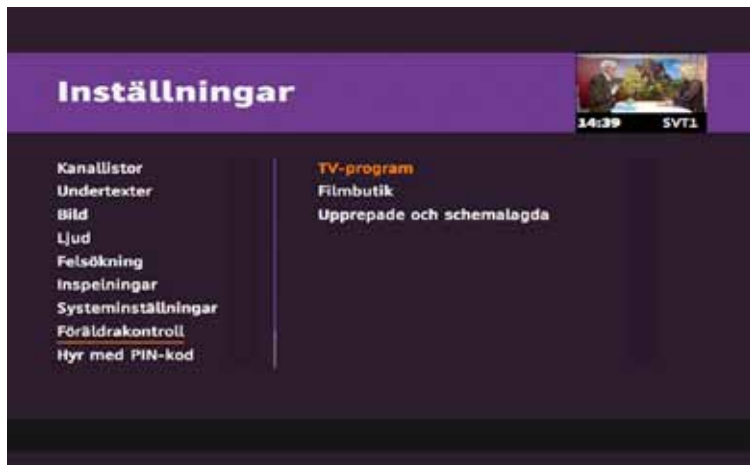 Inställningar
14:39 SVT1
Kanallistor
Undertexter
Bild
Ljud
Felsökning
Inspelningar
Systeminställningar
Föräldrakontroll
Hyr med PIN-kod
TV-program
Filmbutik
Upprepade och schemalagda